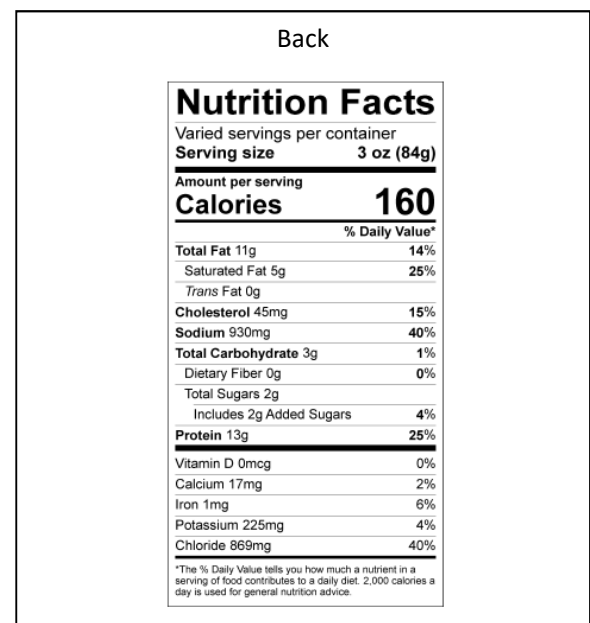 Back
Nutrition Facts
Varied servings per container
Serving size 3 oz (84g)
Amount per serving
Calories 160
% Daily Value*
Total Fat 11g 14%
Saturated Fat 5g 25%
Trans Fat 0g
Cholesterol 45mg 15%
Sodium 930mg 40%
Total Carbohydrate 3g 1%
Dietary Fiber 0g 0%
Total Sugars 2g
Includes 2g Added Sugars 4%
Protein 13g 25%
Vitamin D 0mcg 0%
Calcium 17mg 2%
Iron 1mg 6%
Potassium 225mg 4%
Chloride 869mg 40%
*The % Daily Value tells you how much a nutrient in a
serving of food contributes to a daily diet. 2,000 calories a
day is used for general nutrition advice.